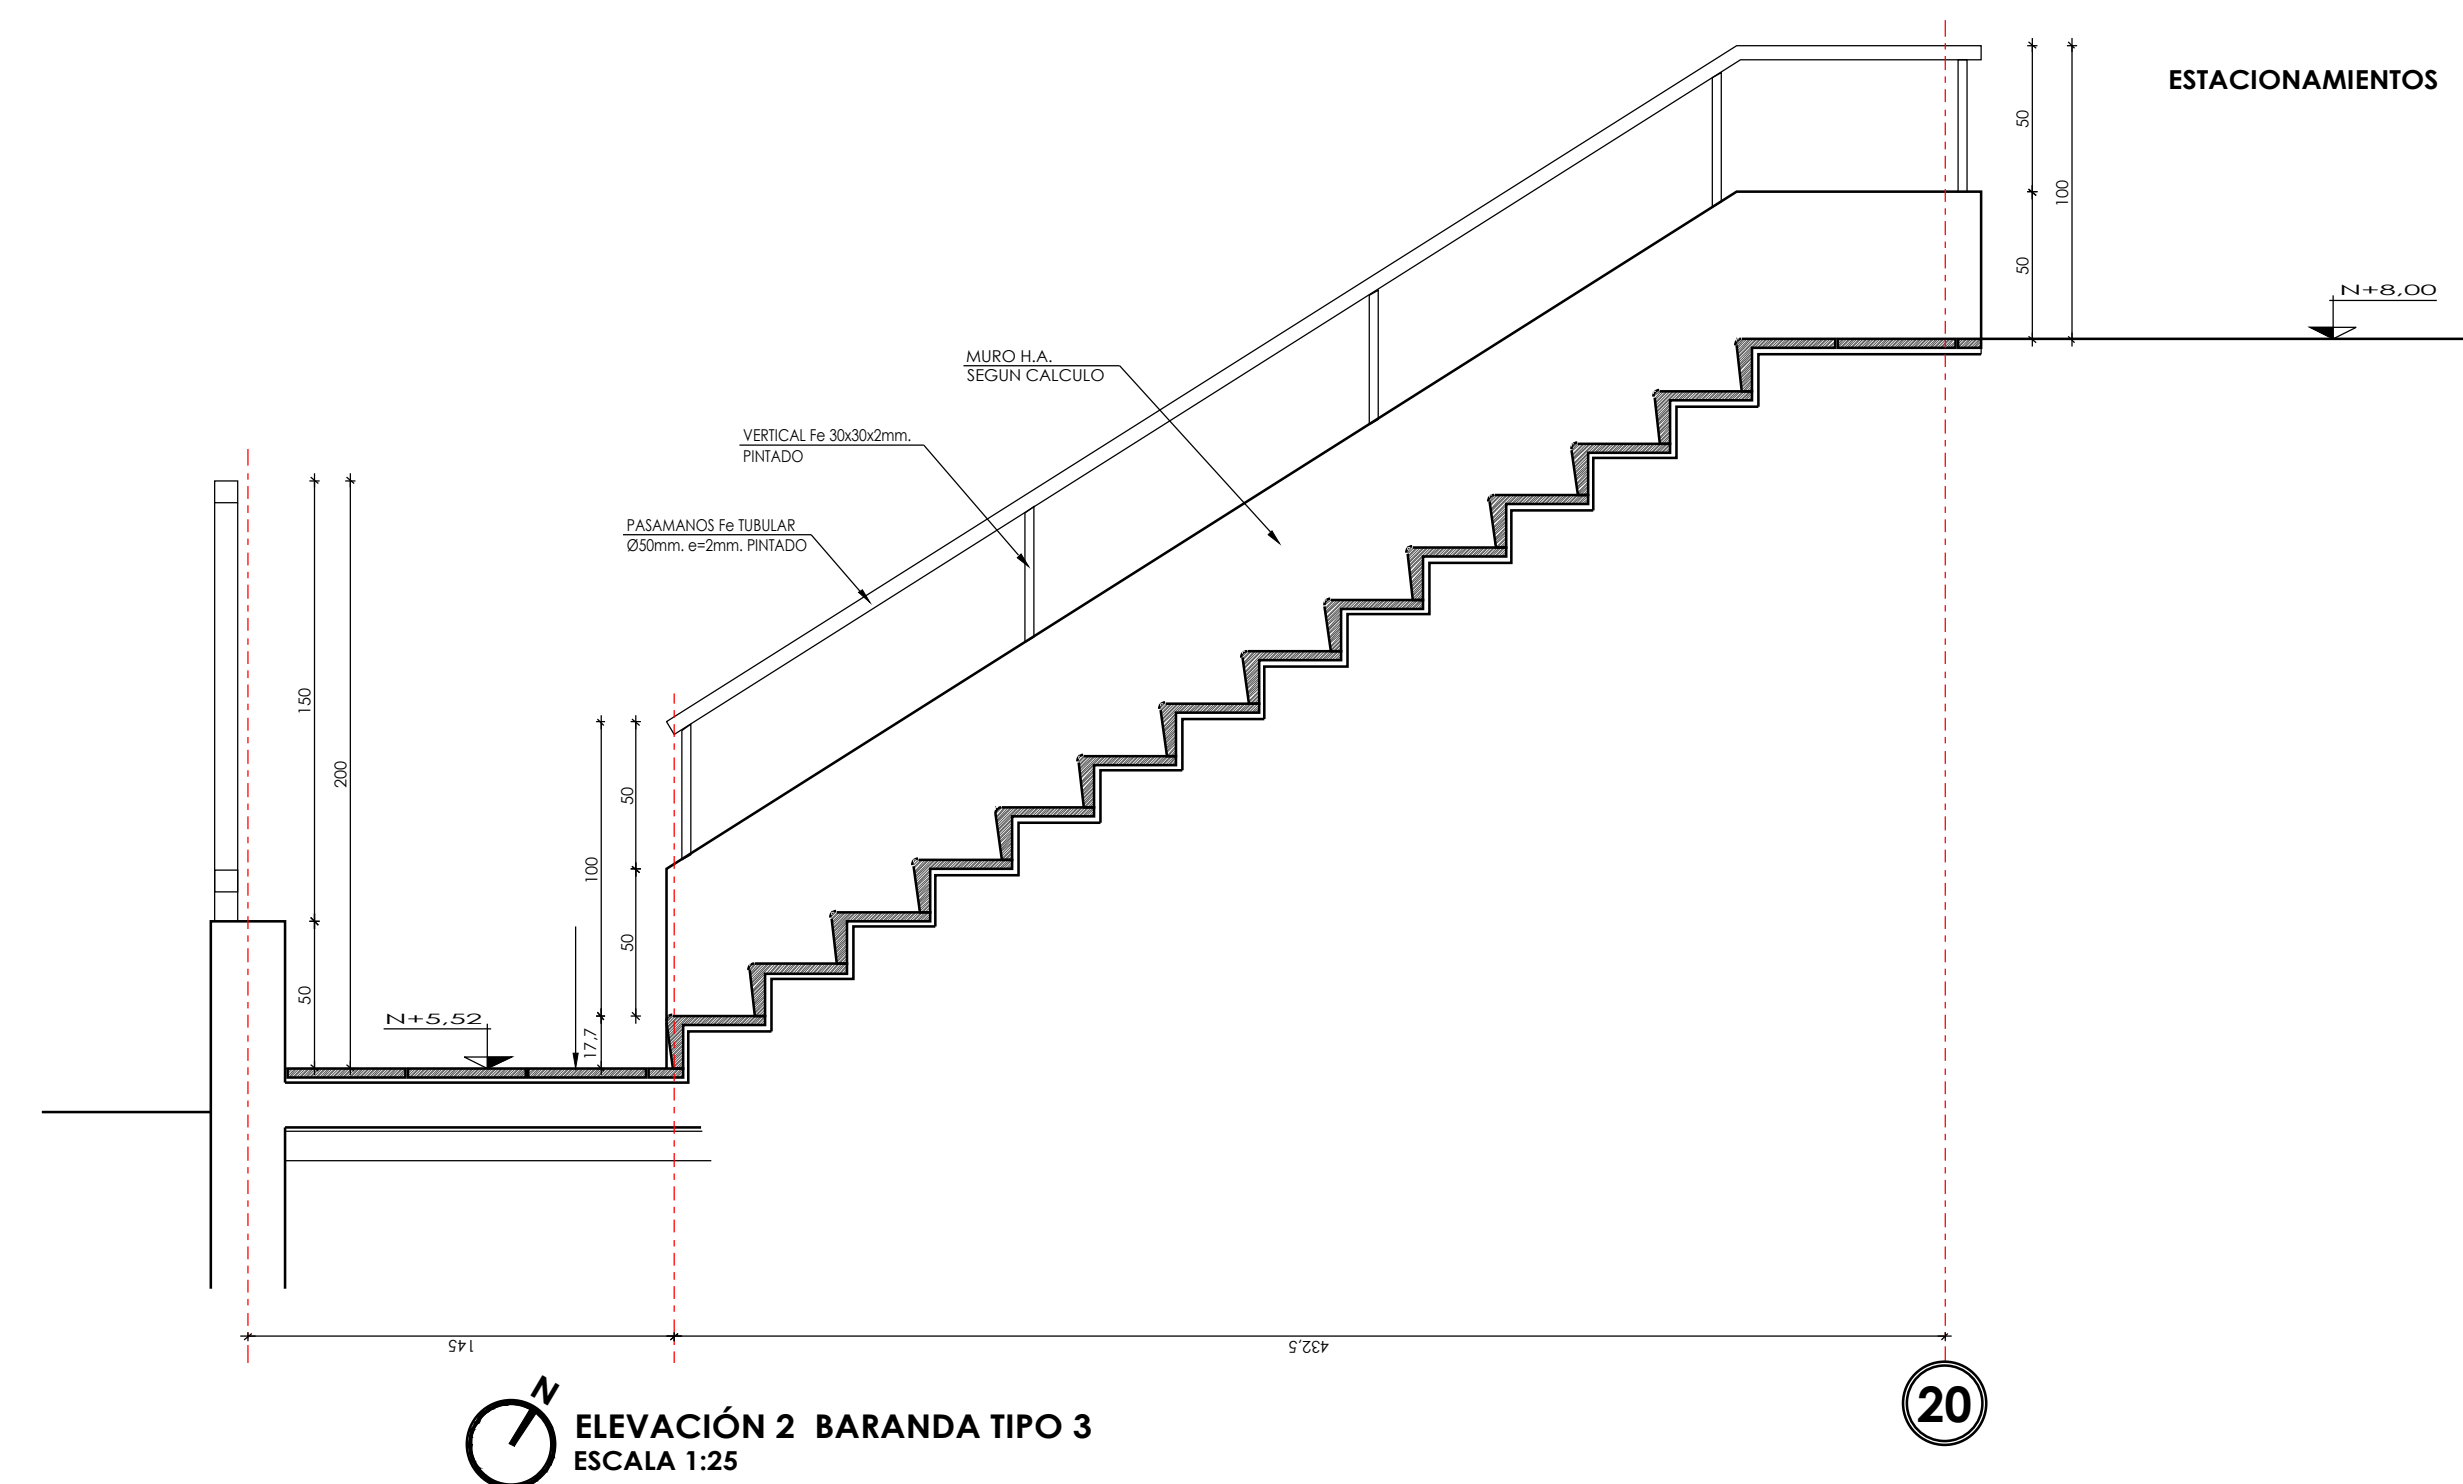 ESTACIONAMIENTOS
50
50
100
N+8,00
MURO H.A.
SEGUN CALCULO
VERTICAL Fe 30x30x2mm.
PINTADO
PASAMANOS Fe TUBULAR
Ø50mm. e=2mm. PINTADO
150
200
50
100
50
50
17,7
N+5,52
145
432,5
20
N
ELEVACIÓN 2 BARANDA TIPO 3
ESCALA 1:25